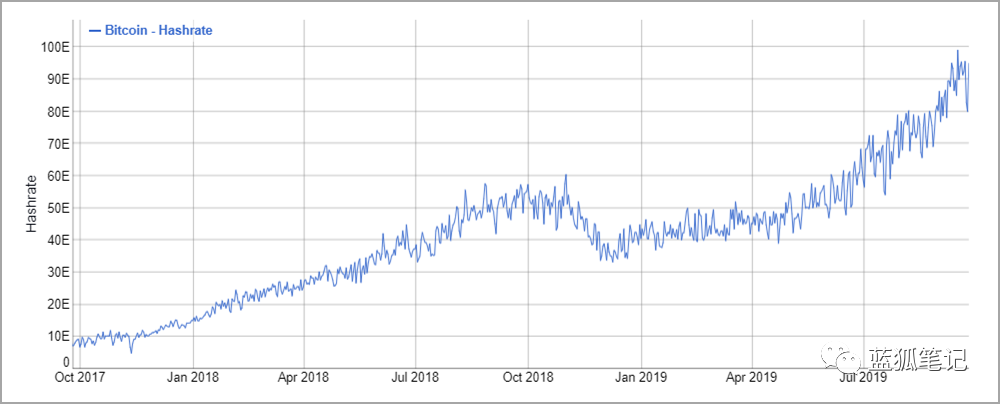 Bitcoin - Hashrate
100E
90E
80E
70E
60E
50E
40E
30E
20E
10E
0
Hashrate
Oct 2017 Jan 2018 Apr 2018 Jul 2018 Oct 2018 Jan 2019 Apr 2019 Jul 2019
蓝狐笔记